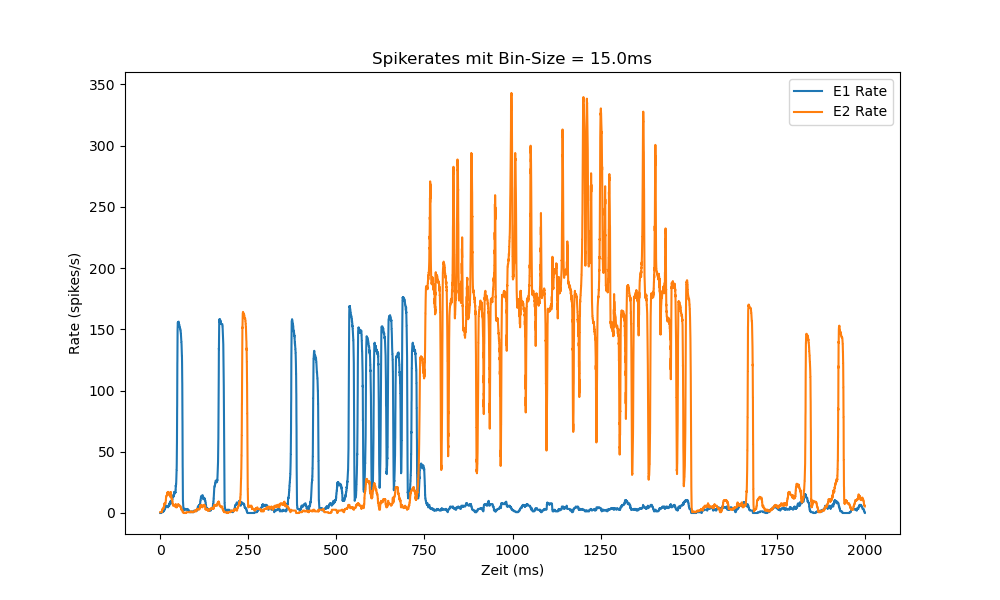 Spikerates mit Bin-Size = 15.0ms
E1 Rate
E2 Rate
350
300
250
200
150
100
50
0
Rate (spikes/s)
0 250 500 750 1000 1250 1500 1750 2000
Zeit (ms)